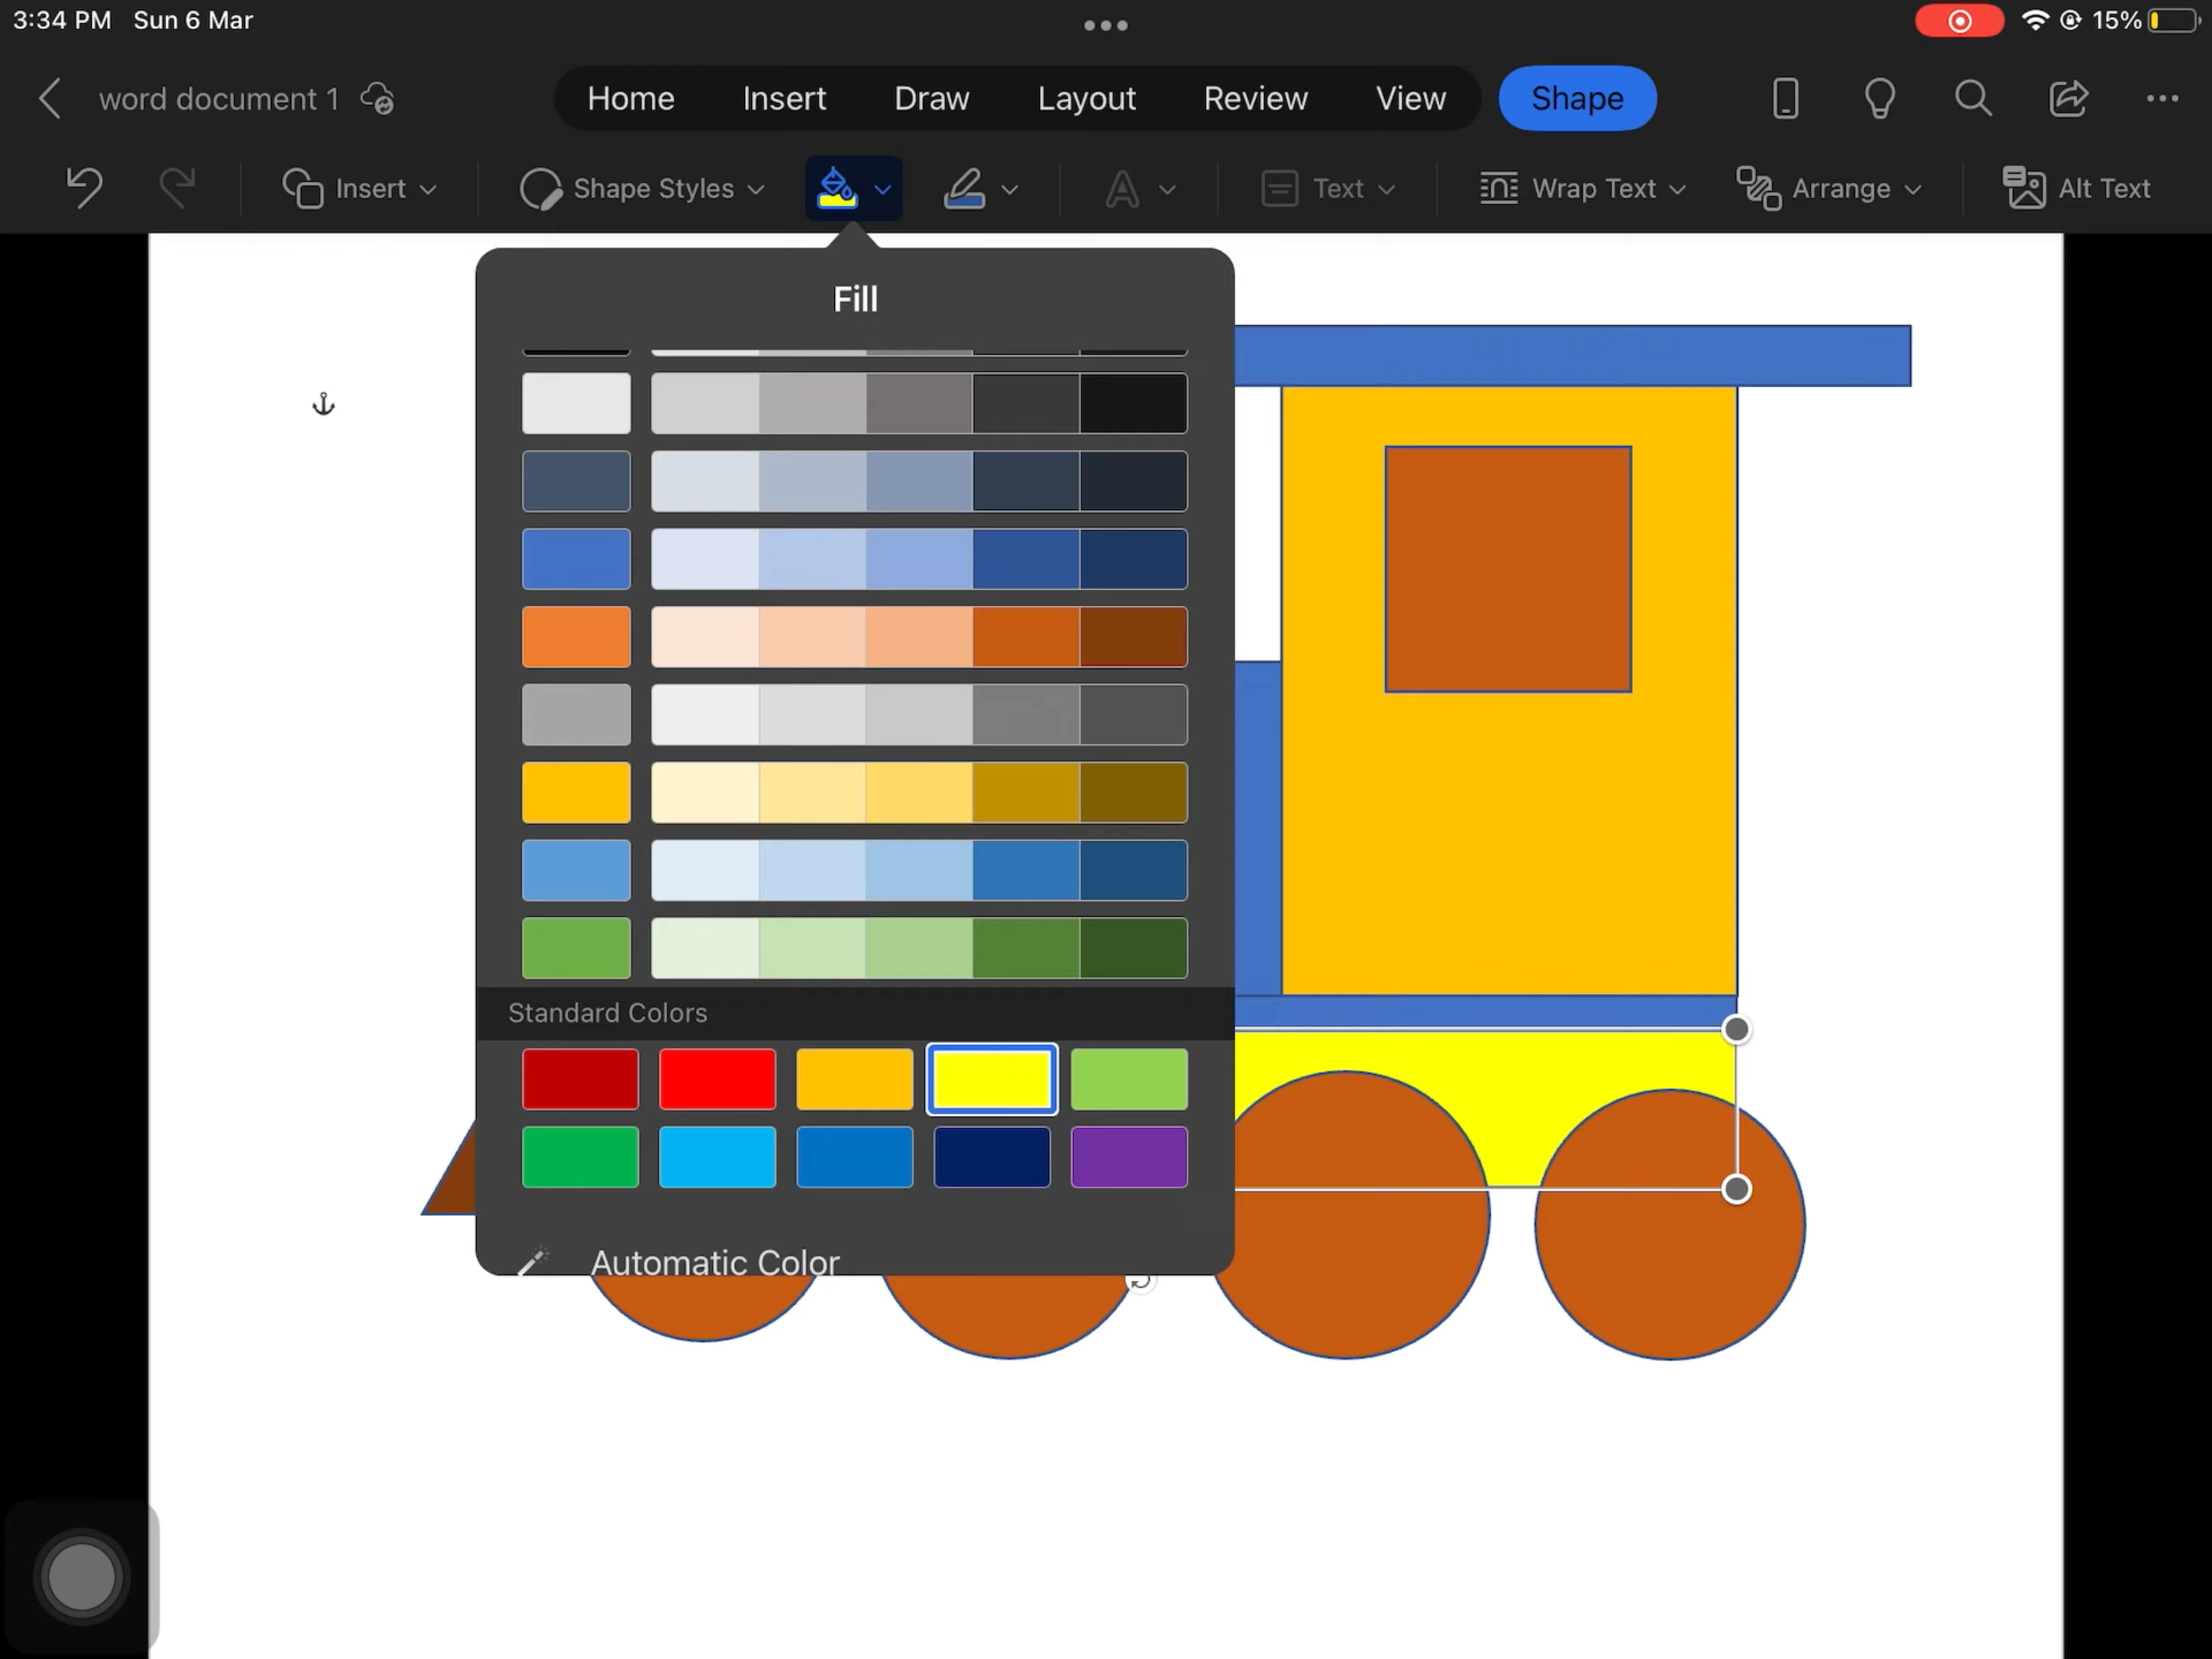 3:34 PM Sun 6 Mar 15%
word document 1 Home Insert Draw Layout Review View Shape
Insert Shape Styles A Text Wrap Text Arrange Alt Text
Fill
Standard Colors
Automatic Color